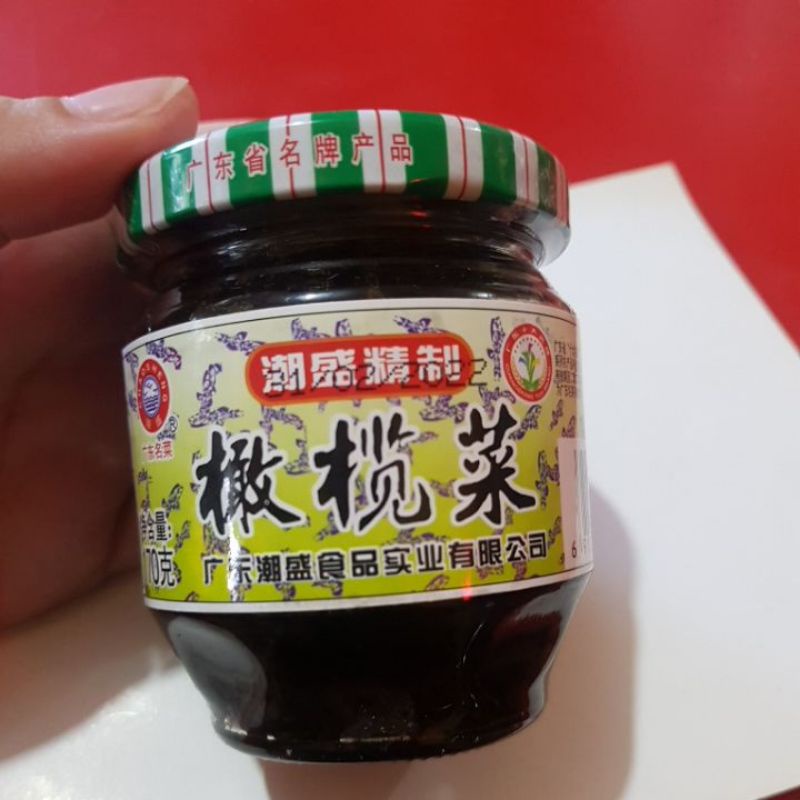 广东省名牌产品
潮盛精制
广东名菜
橄榄菜
净含量:
70克
广东潮盛食品实业有限公司
6